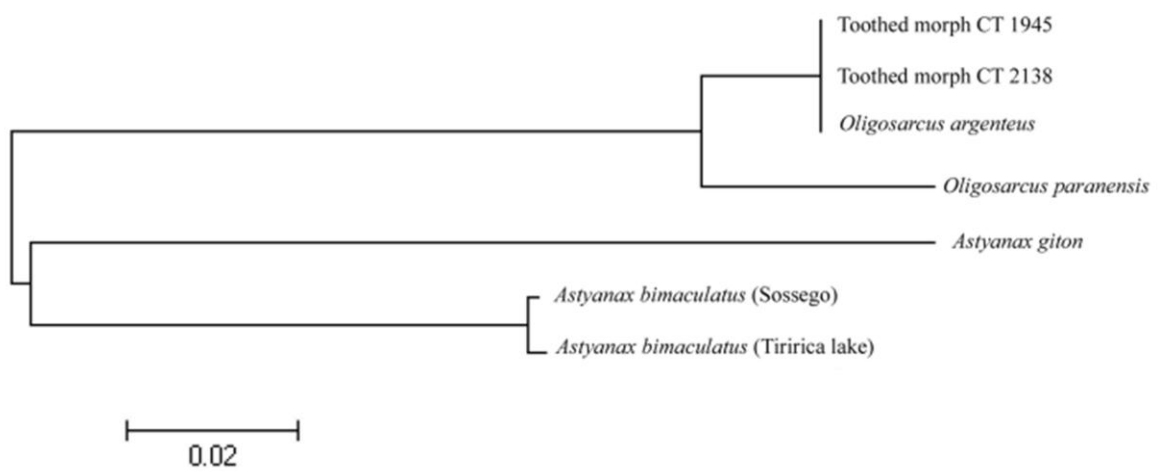 Toothed morph CT 1945
Toothed morph CT 2138
Oligosarcus argenteus
Oligosarcus paranensis
Astyanax giton
Astyanax bimaculatus (Sossego)
Astyanax bimaculatus (Tiririca lake)
0.02